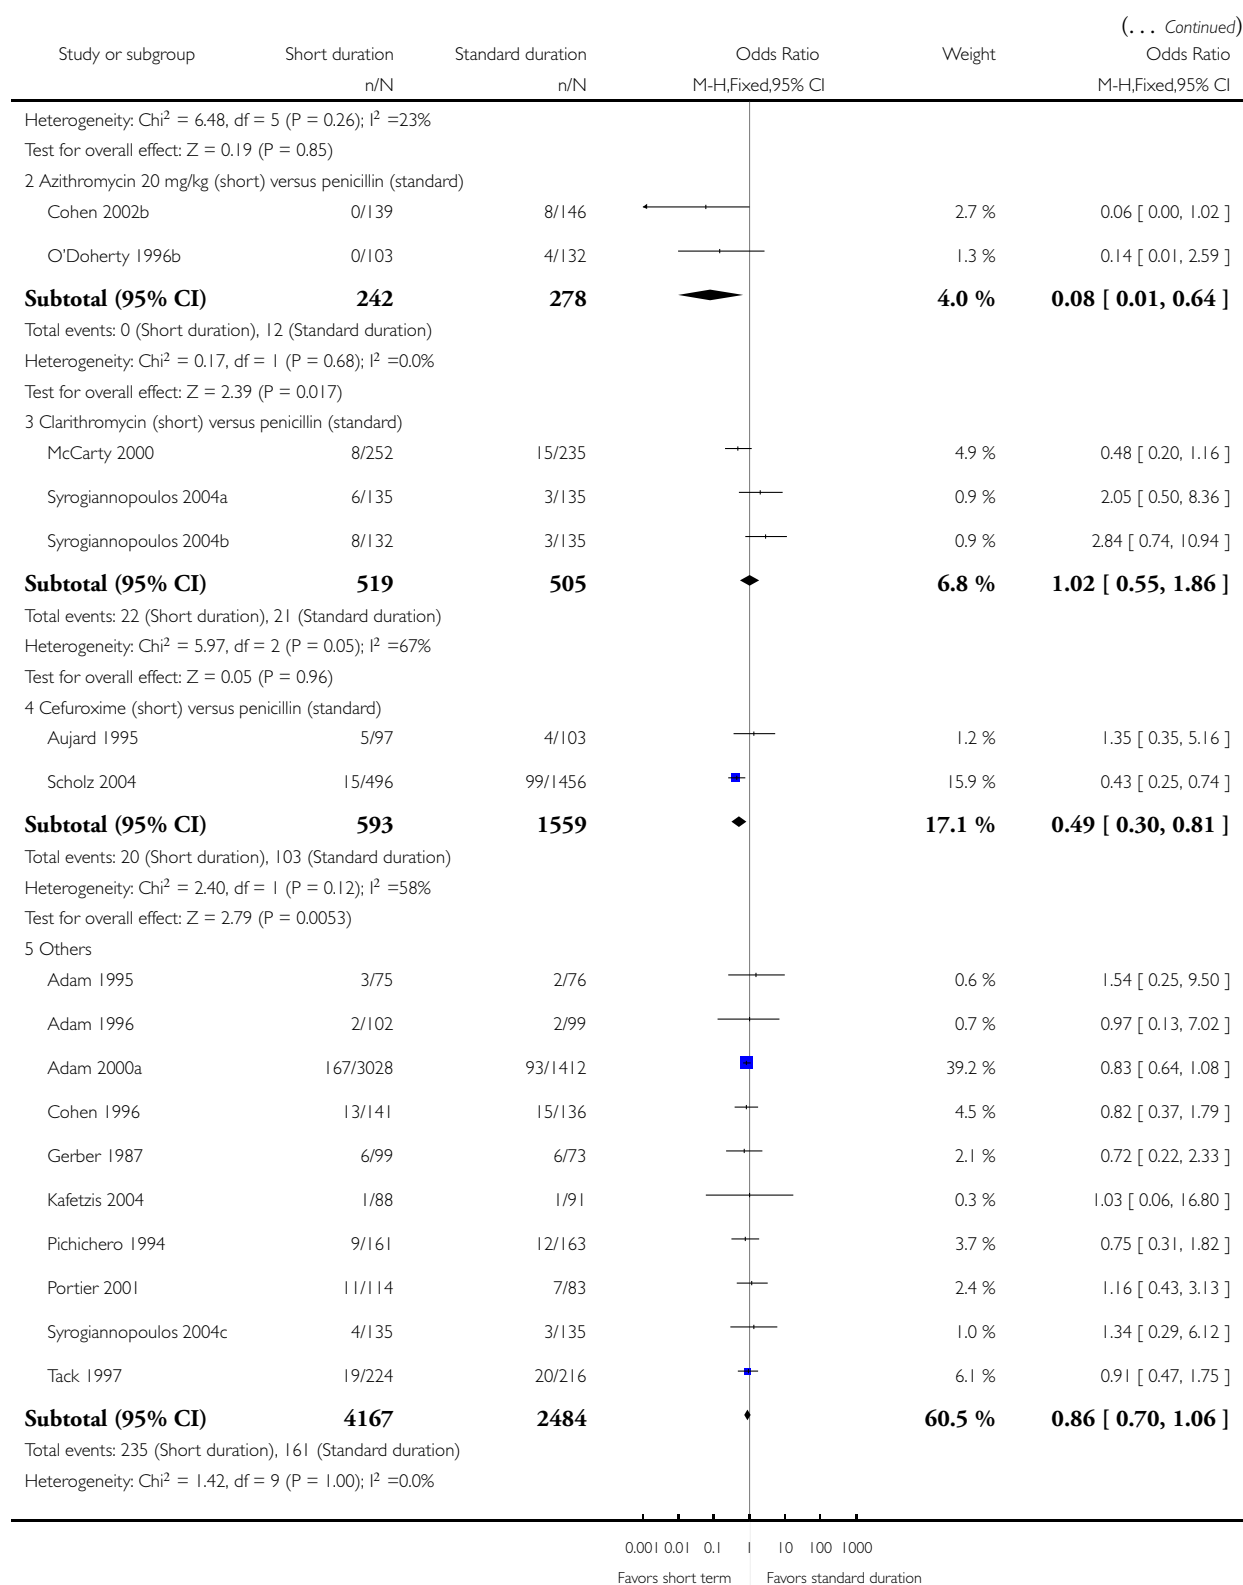 (... Continued)
Study or subgroup Short duration Standard duration Odds Ratio Weight Odds Ratio
n/N n/N M-H,Fixed,95% CI M-H,Fixed,95% CI
Heterogeneity: Chi² = 6.48, df = 5 (P = 0.26); I² =23%
Test for overall effect: Z = 0.19 (P = 0.85)
2 Azithromycin 20 mg/kg (short) versus penicillin (standard)
Cohen 2002b 0/139 8/146 2.7 % 0.06 [ 0.00, 1.02 ]
O'Doherty 1996b 0/103 4/132 1.3 % 0.14 [ 0.01, 2.59 ]
Subtotal (95% CI) 242 278 4.0 % 0.08 [ 0.01, 0.64 ]
Total events: 0 (Short duration), 12 (Standard duration)
Heterogeneity: Chi² = 0.17, df = 1 (P = 0.68); I² =0.0%
Test for overall effect: Z = 2.39 (P = 0.017)
3 Clarithromycin (short) versus penicillin (standard)
McCarty 2000 8/252 15/235 4.9 % 0.48 [ 0.20, 1.16 ]
Syrogiannopoulos 2004a 6/135 3/135 0.9 % 2.05 [ 0.50, 8.36 ]
Syrogiannopoulos 2004b 8/132 3/135 0.9 % 2.84 [ 0.74, 10.94 ]
Subtotal (95% CI) 519 505 6.8 % 1.02 [ 0.55, 1.86 ]
Total events: 22 (Short duration), 21 (Standard duration)
Heterogeneity: Chi² = 5.97, df = 2 (P = 0.05); I² =67%
Test for overall effect: Z = 0.05 (P = 0.96)
4 Cefuroxime (short) versus penicillin (standard)
Aujard 1995 5/97 4/103 1.2 % 1.35 [ 0.35, 5.16 ]
Scholz 2004 15/496 99/1456 15.9 % 0.43 [ 0.25, 0.74 ]
Subtotal (95% CI) 593 1559 17.1 % 0.49 [ 0.30, 0.81 ]
Total events: 20 (Short duration), 103 (Standard duration)
Heterogeneity: Chi² = 2.40, df = 1 (P = 0.12); I² =58%
Test for overall effect: Z = 2.79 (P = 0.0053)
5 Others
Adam 1995 3/75 2/76 0.6 % 1.54 [ 0.25, 9.50 ]
Adam 1996 2/102 2/99 0.7 % 0.97 [ 0.13, 7.02 ]
Adam 2000a 167/3028 93/1412 39.2 % 0.83 [ 0.64, 1.08 ]
Cohen 1996 13/141 15/136 4.5 % 0.82 [ 0.37, 1.79 ]
Gerber 1987 6/99 6/73 2.1 % 0.72 [ 0.22, 2.33 ]
Kafetzis 2004 1/88 1/91 0.3 % 1.03 [ 0.06, 16.80 ]
Pichichero 1994 9/161 12/163 3.7 % 0.75 [ 0.31, 1.82 ]
Portier 2001 11/114 7/83 2.4 % 1.16 [ 0.43, 3.13 ]
Syrogiannopoulos 2004c 4/135 3/135 1.0 % 1.34 [ 0.29, 6.12 ]
Tack 1997 19/224 20/216 6.1 % 0.91 [ 0.47, 1.75 ]
Subtotal (95% CI) 4167 2484 60.5 % 0.86 [ 0.70, 1.06 ]
Total events: 235 (Short duration), 161 (Standard duration)
Heterogeneity: Chi² = 1.42, df = 9 (P = 1.00); I² =0.0%
0.001 0.01 0.1 1 10 100 1000
Favors short term Favors standard duration